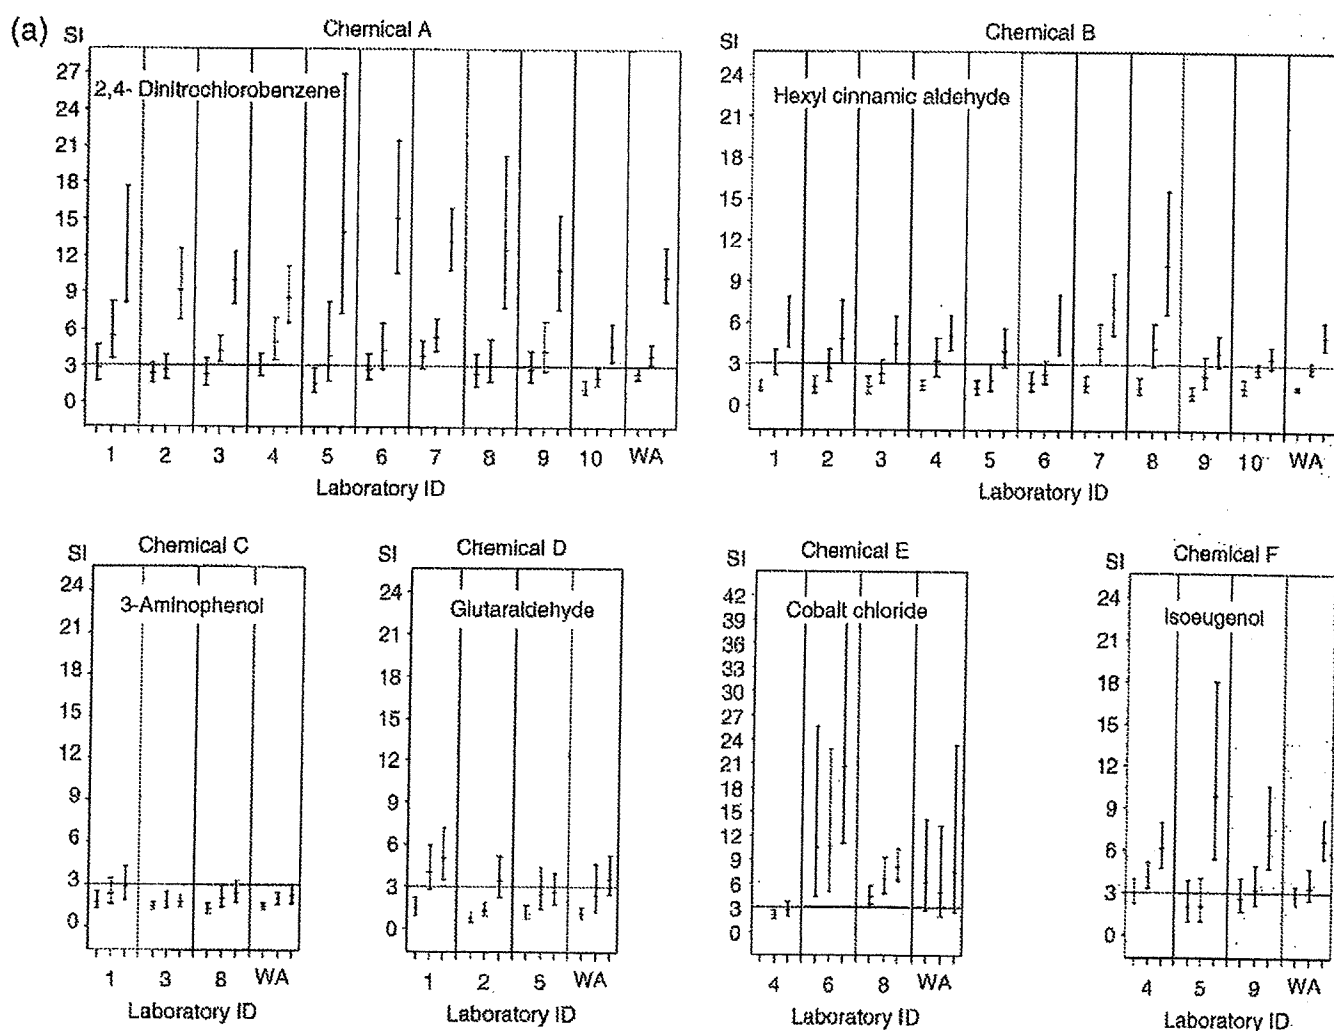 (a)
SI
Chemical A
27
24
21
18
15
12
9
6
3
0
2,4- Dinitrochlorobenzene
1 2 3 4 5 6 7 8 9 10 WA
Laboratory ID
SI
Chemical B
24
21
18
15
12
9
6
3
0
Hexyl cinnamic aldehyde
1 2 3 4 5 6 7 8 9 10 WA
Laboratory ID
SI
Chemical C
24
21
18
15
12
9
6
3
0
3-Aminophenol
1 3 8 WA
Laboratory ID
SI
Chemical D
24
21
18
15
12
9
6
3
0
Glutaraldehyde
1 2 5 WA
Laboratory ID
SI
Chemical E
42
39
36
33
30
27
24
21
18
15
12
9
6
3
0
Cobalt chloride
4 6 8 WA
Laboratory ID
SI
Chemical F
24
21
18
15
12
9
6
3
0
Isoeugenol
4 5 9 WA
Laboratory ID